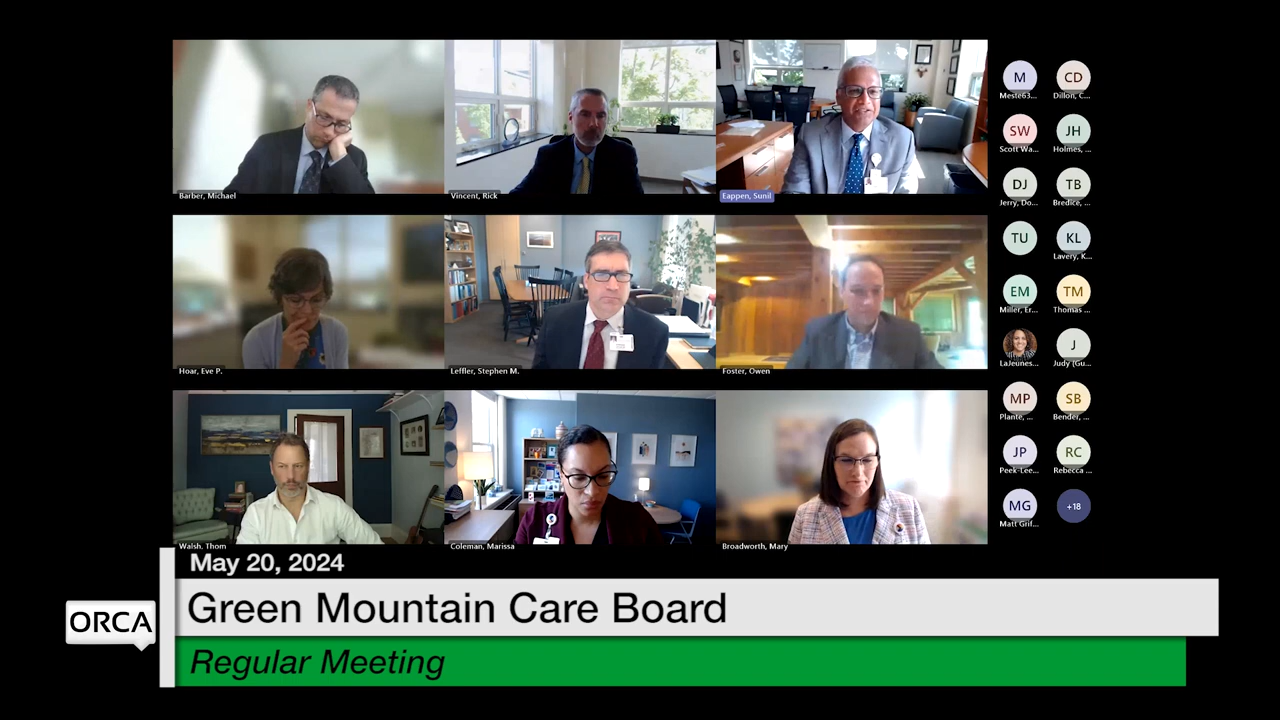 M
CD
Meste63...
Dillon, C...
SW
JH
Scott Wa...
Holmes, ...
Barber, Michael
Vincent, Rick
Eappen, Sunil
DJ
TB
Jerry, Do...
Bredice, ...
TU
KL
Lavery, K...
EM
TM
Miller, Er...
Thomas ...
J
LaJeunes...
Judy (Gu...
Hoar, Eve P.
Leffler, Stephen M.
Foster, Owen
MP
SB
Plante, ...
Bender, ...
JP
RC
Peek-Lee...
Rebecca ...
MG
+18
Matt Grif...
Walsh, Thom
Coleman, Marissa
Broadworth, Mary
May 20, 2024
Green Mountain Care Board
ORCA
Regular Meeting